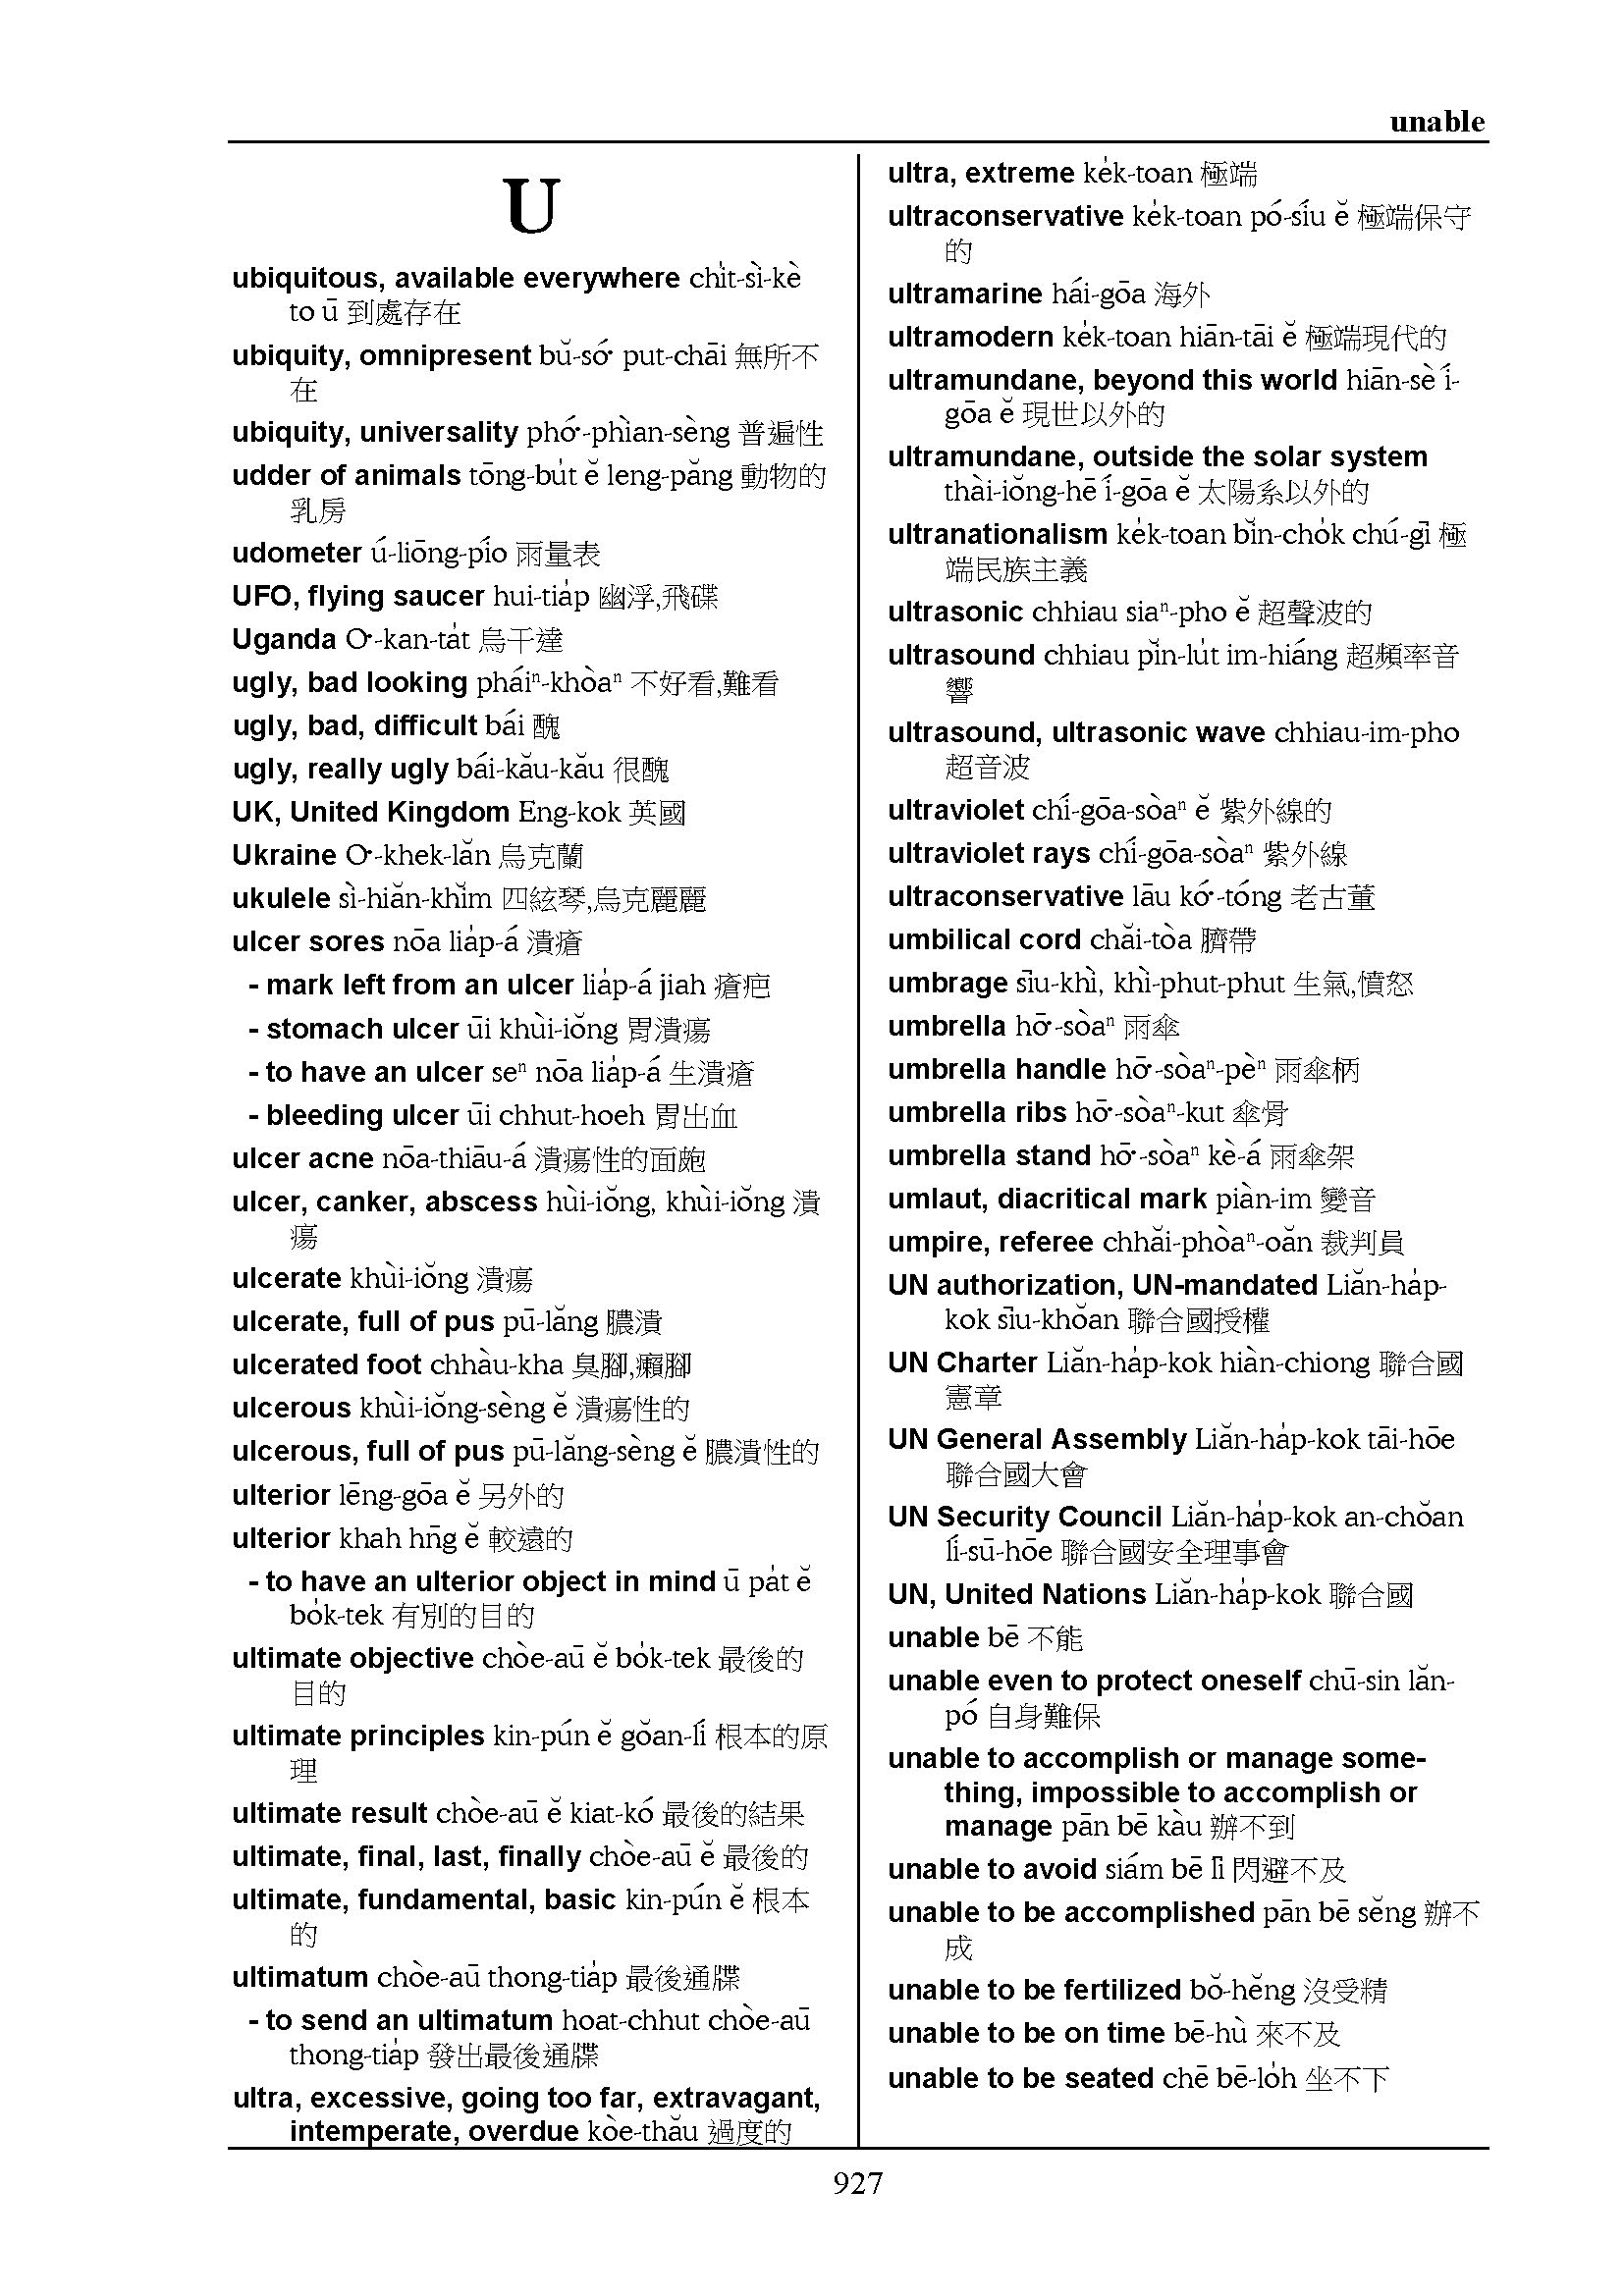 unable
U
ubiquitous, available everywhere chi̍t-sì-kè
to ū 到處存在
ubiquity, omnipresent bŭ-só͘ put-chāi 無所不
在
ubiquity, universality phó͘-phìan-sèng 普遍性
udder of animals tōng-bu̍t ĕ leng-păng 動物的
乳房
udometer ú-liōng-pío 雨量表
UFO, flying saucer hui-tia̍p 幽浮,飛碟
Uganda O͘-kan-ta̍t 烏干達
ugly, bad looking pháiⁿ-khòaⁿ 不好看,難看
ugly, bad, difficult bái 醜
ugly, really ugly bái-kău-kău 很醜
UK, United Kingdom Eng-kok 英國
Ukraine O͘-khek-lăn 烏克蘭
ukulele sì-hiăn-khĭm 四絃琴,烏克麗麗
ulcer sores nōa lia̍p-á 潰瘡
- mark left from an ulcer lia̍p-á jiah 瘡疤
- stomach ulcer ūi khùi-iŏng 胃潰瘍
- to have an ulcer seⁿ nōa lia̍p-á 生潰瘡
- bleeding ulcer ūi chhut-hoeh 胃出血
ulcer acne nōa-thiāu-á 潰瘍性的面皰
ulcer, canker, abscess hùi-iŏng, khùi-iŏng 潰
瘍
ulcerate khùi-iŏng 潰瘍
ulcerate, full of pus pū-lăng 膿潰
ulcerated foot chhàu-kha 臭腳,癩腳
ulcerous khùi-iŏng-sèng ĕ 潰瘍性的
ulcerous, full of pus pū-lăng-sèng ĕ 膿潰性的
ulterior lēng-gōa ĕ 另外的
ulterior khah hn̄g ĕ 較遠的
- to have an ulterior object in mind ū pa̍t ĕ
bo̍k-tek 有別的目的
ultimate objective chòe-aū ĕ bo̍k-tek 最後的
目的
ultimate principles kin-pún ĕ gŏan-lí 根本的原
理
ultimate result chòe-aū ĕ kiat-kó 最後的結果
ultimate, final, last, finally chòe-aū ĕ 最後的
ultimate, fundamental, basic kin-pún ĕ 根本
的
ultimatum chòe-aū thong-tia̍p 最後通牒
- to send an ultimatum hoat-chhut chòe-aū
thong-tia̍p 發出最後通牒
ultra, excessive, going too far, extravagant,
intemperate, overdue kòe-thău 過度的
ultra, extreme ke̍k-toan 極端
ultraconservative ke̍k-toan pó-síu ĕ 極端保守
的
ultramarine hái-gōa 海外
ultramodern ke̍k-toan hiān-tāi ĕ 極端現代的
ultramundane, beyond this world hiān-sè í-
gōa ĕ 現世以外的
ultramundane, outside the solar system
thài-iŏng-hē í-gōa ĕ 太陽系以外的
ultranationalism ke̍k-toan bĭn-cho̍k chú-gī 極
端民族主義
ultrasonic chhiau siaⁿ-pho ĕ 超聲波的
ultrasound chhiau pĭn-lu̍t im-hiáng 超頻率音
響
ultrasound, ultrasonic wave chhiau-im-pho
超音波
ultraviolet chí-gōa-sòaⁿ ĕ 紫外線的
ultraviolet rays chí-gōa-sòaⁿ 紫外線
ultraconservative lāu kó͘-tóng 老古董
umbilical cord chăi-tòa 臍帶
umbrage sīu-khì, khì-phut-phut 生氣,憤怒
umbrella hō͘-sòaⁿ 雨傘
umbrella handle hō͘-sòaⁿ-pèⁿ 雨傘柄
umbrella ribs hō͘-sòaⁿ-kut 傘骨
umbrella stand hō͘-sòaⁿ kè-á 雨傘架
umlaut, diacritical mark piàn-im 變音
umpire, referee chhăi-phòaⁿ-oăn 裁判員
UN authorization, UN-mandated Liăn-ha̍p-
kok sīu-khŏan 聯合國授權
UN Charter Liăn-ha̍p-kok hiàn-chiong 聯合國
憲章
UN General Assembly Liăn-ha̍p-kok tāi-hōe
聯合國大會
UN Security Council Liăn-ha̍p-kok an-chŏan
lí-sū-hōe 聯合國安全理事會
UN, United Nations Liăn-ha̍p-kok 聯合國
unable bē 不能
unable even to protect oneself chū-sin lăn-
pó 自身難保
unable to accomplish or manage some-
thing, impossible to accomplish or
manage pān bē kàu 辦不到
unable to avoid siám bē lī 閃避不及
unable to be accomplished pān bē sĕng 辦不
成
unable to be fertilized bŏ-hĕng 沒受精
unable to be on time bē-hù 來不及
unable to be seated chē bē-lo̍h 坐不下
927